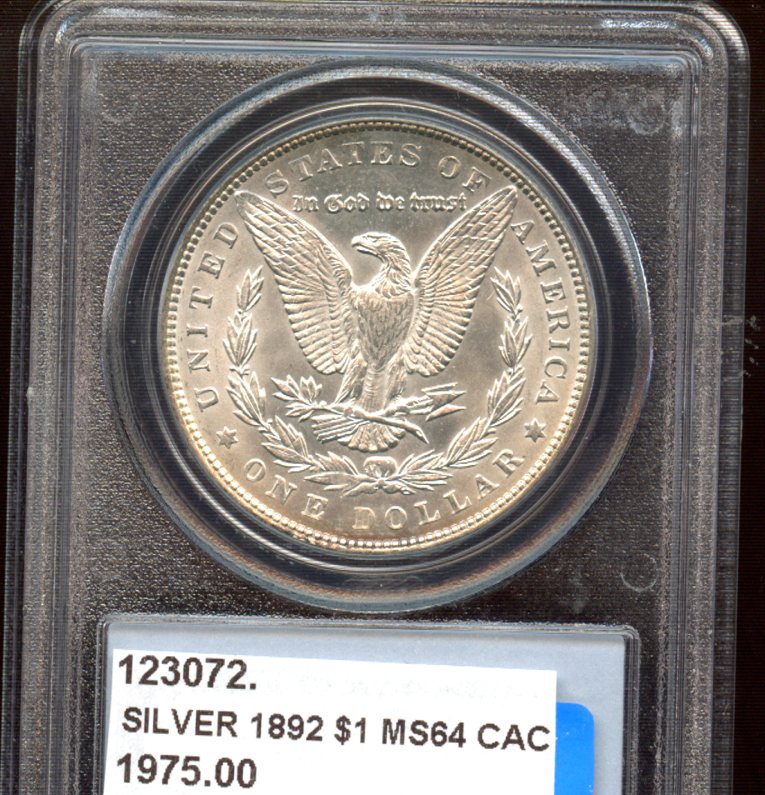 UNITED STATES OF AMERICA
In God we trust
ONE DOLLAR
123072.
SILVER 1892 $1 MS64 CAC
1975.00